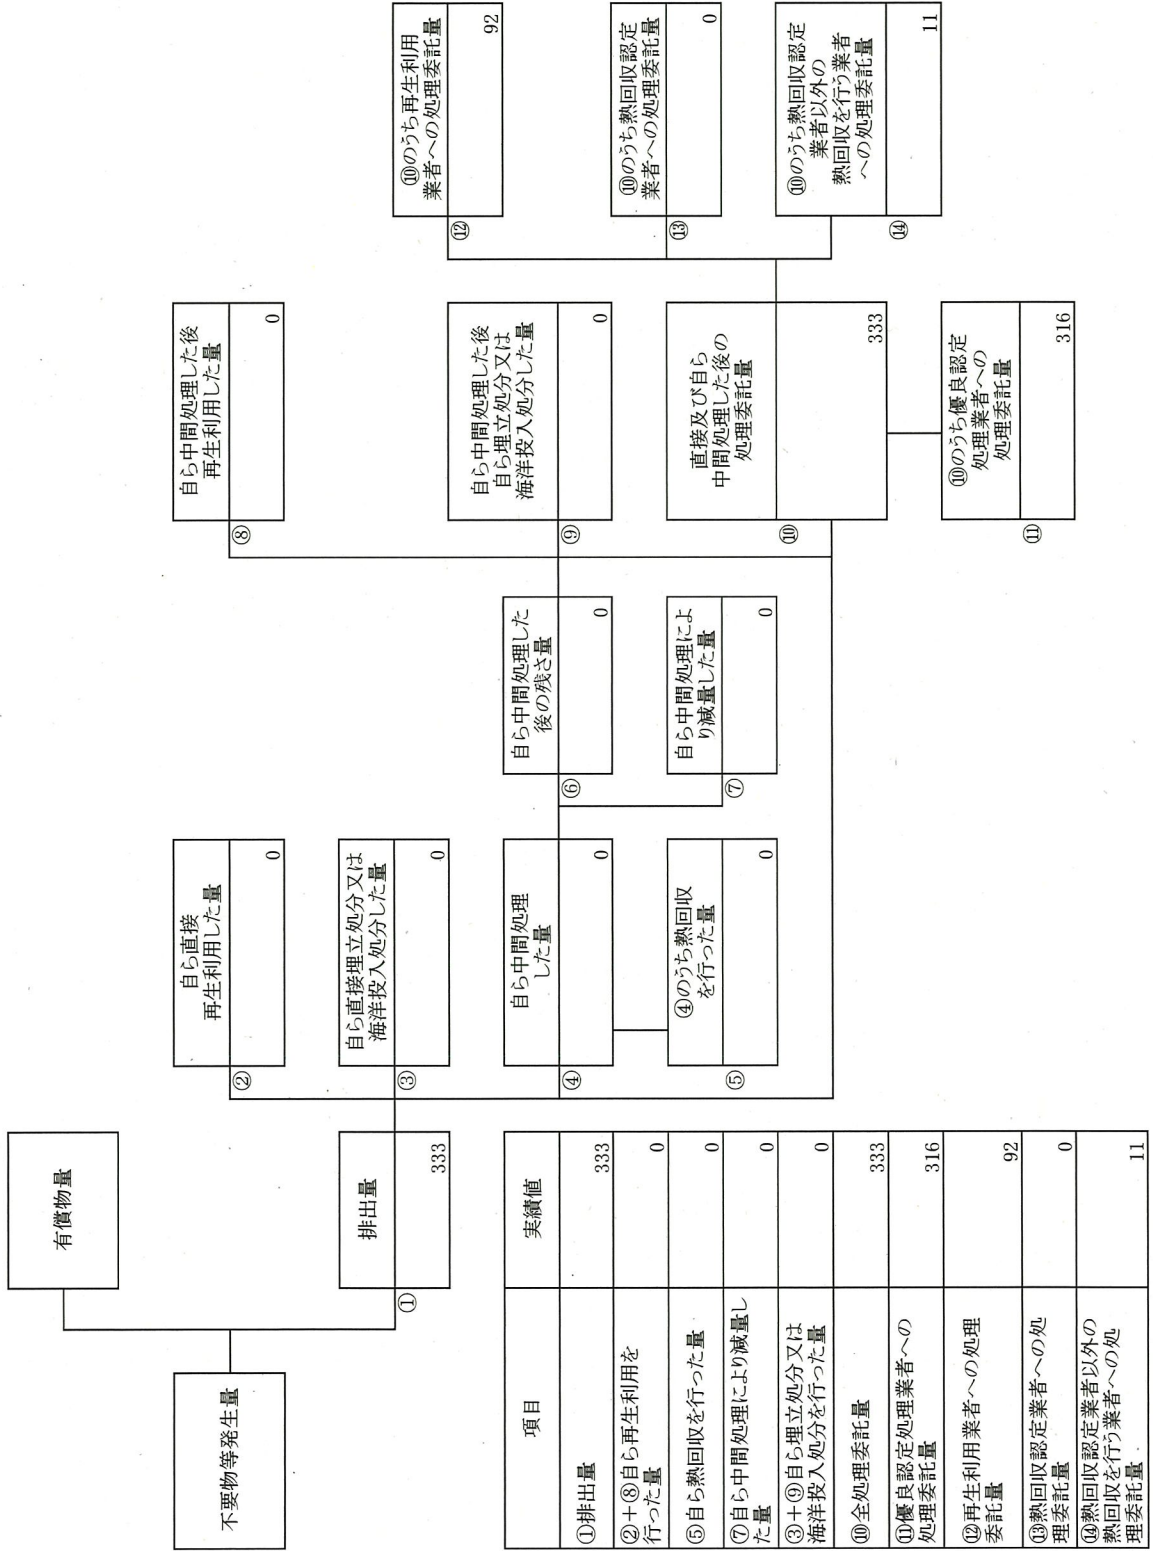 有償物量
不要物等発生量
排出量
①
333
自ら直接
再生利用した量
②
0
自ら直接埋立処分又は
海洋投入処分した量
③
0
自ら中間処理
した量
④
0
④のうち熱回収
を行った量
⑤
0
自ら中間処理した
後の残さ量
⑥
0
自ら中間処理によ
り減量した量
⑦
0
自ら中間処理した後
再生利用した量
⑧
0
自ら中間処理した後
自ら埋立処分又は
海洋投入処分した量
⑨
0
直接及び自ら
中間処理した後の
処理委託量
⑩
333
⑩のうち優良認定
処理業者への
処理委託量
⑪
316
⑩のうち再生利用
業者への処理委託量
⑫
92
⑩のうち熱回収認定
業者への処理委託量
⑬
0
⑩のうち熱回収認定
業者以外の
熱回収を行う業者
への処理委託量
⑭
11
項目 実績値
①排出量 333
②+⑧自ら再生利用を
行った量 0
⑤自ら熱回収を行った量 0
⑦自ら中間処理により減量し
た量 0
③+⑨自ら埋立処分又は
海洋投入処分を行った量 0
⑩全処理委託量 333
⑪優良認定処理業者への
処理委託量 316
⑫再生利用業者への処理
委託量 92
⑬熱回収認定業者への処
理委託量 0
⑭熱回収認定業者以外の
熱回収を行う業者への処
理委託量 11